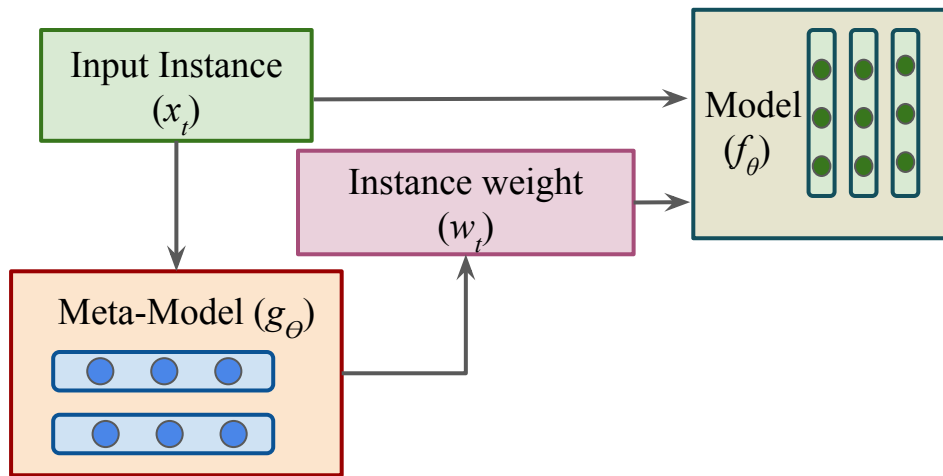 Input Instance
(x_t)
Model
(f_θ)
Instance weight
(w_t)
Meta-Model (g_Θ)